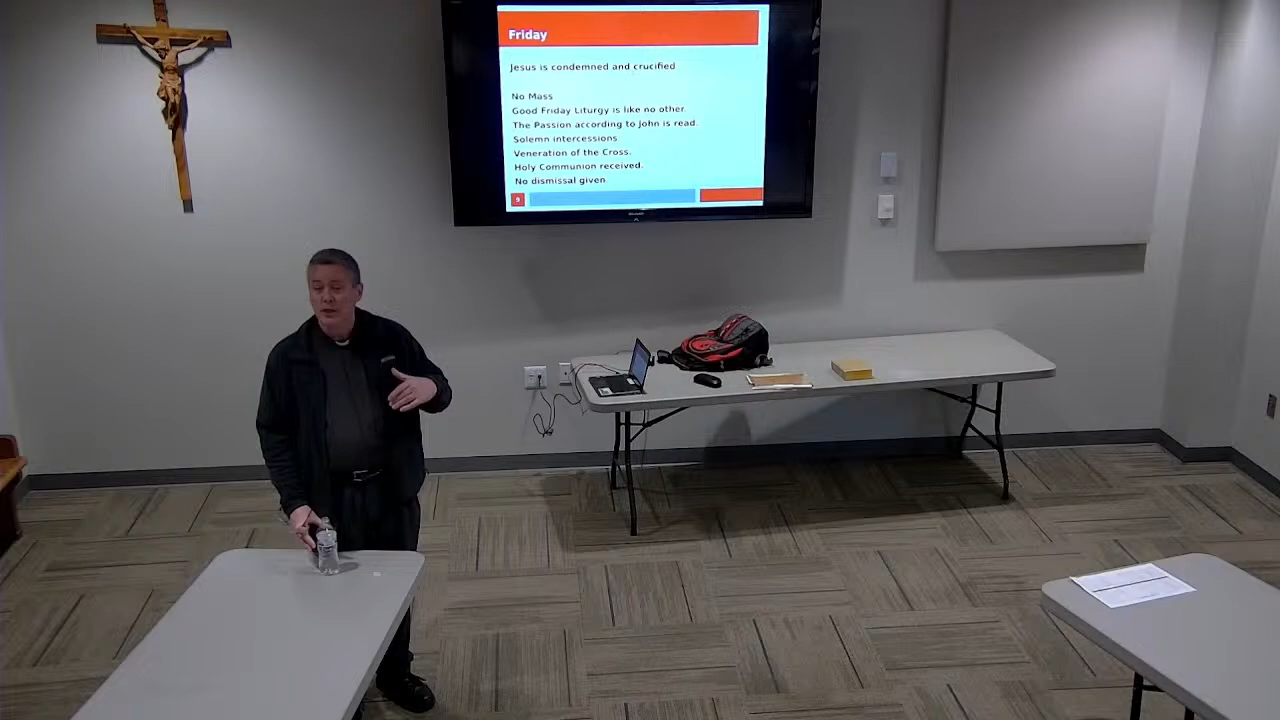 Friday
Jesus is condemned and crucified
No Mass
Good Friday Liturgy is like no other.
The Passion according to John is read.
Solemn intercessions
Veneration of the Cross.
Holy Communion received.
No dismissal given
9